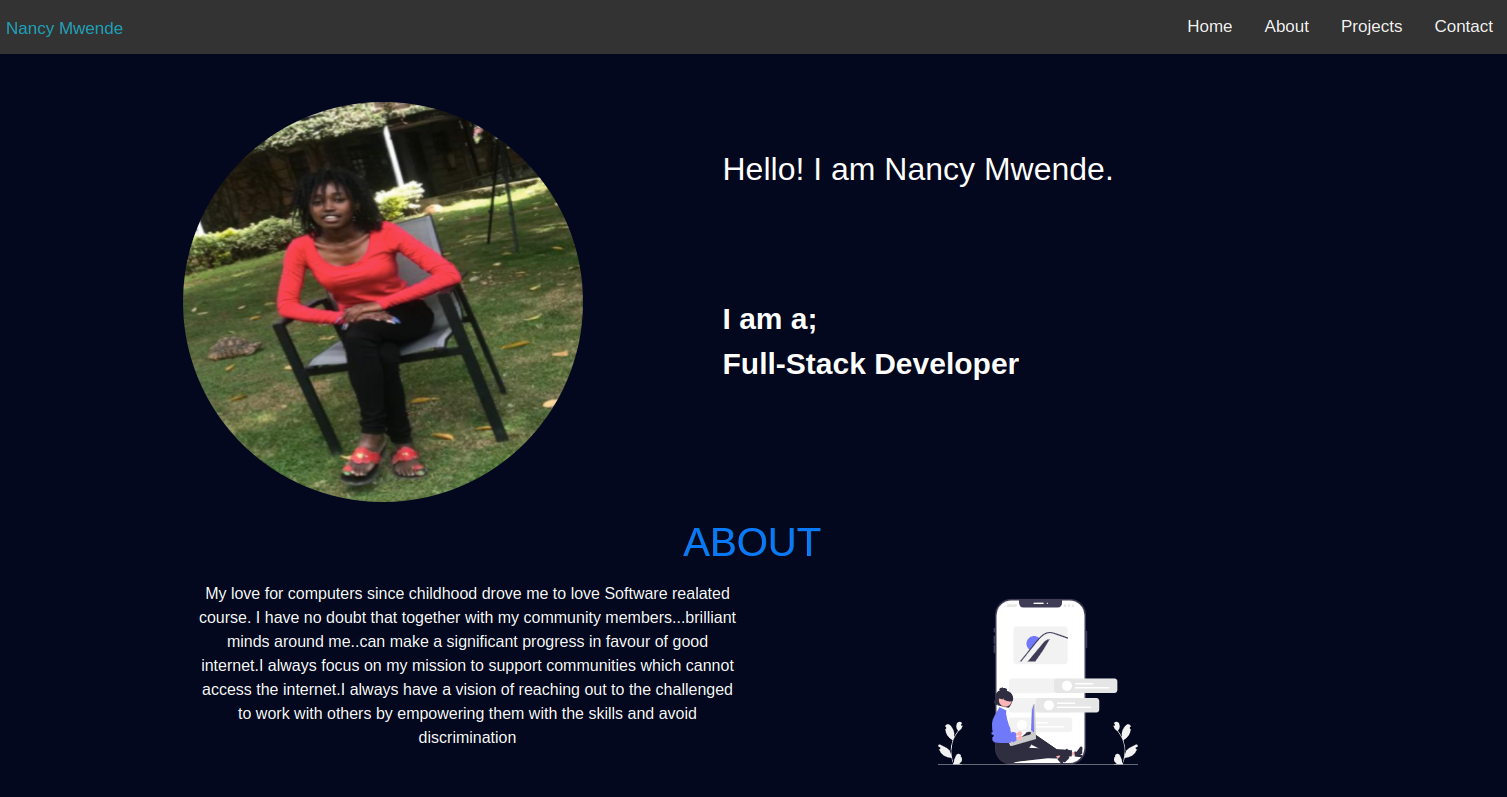 Nancy Mwende
Home About Projects Contact
Hello! I am Nancy Mwende.
I am a;
Full-Stack Developer
ABOUT
My love for computers since childhood drove me to love Software realated
course. I have no doubt that together with my community members...brilliant
minds around me..can make a significant progress in favour of good
internet.I always focus on my mission to support communities which cannot
access the internet.I always have a vision of reaching out to the challenged
to work with others by empowering them with the skills and avoid
discrimination